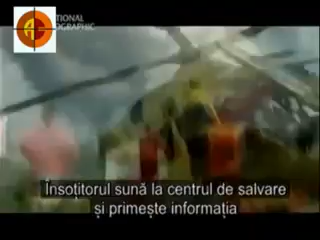 NATIONAL
GEOGRAPHIC
Însoțitorul sună la centrul de salvare
și primește informația